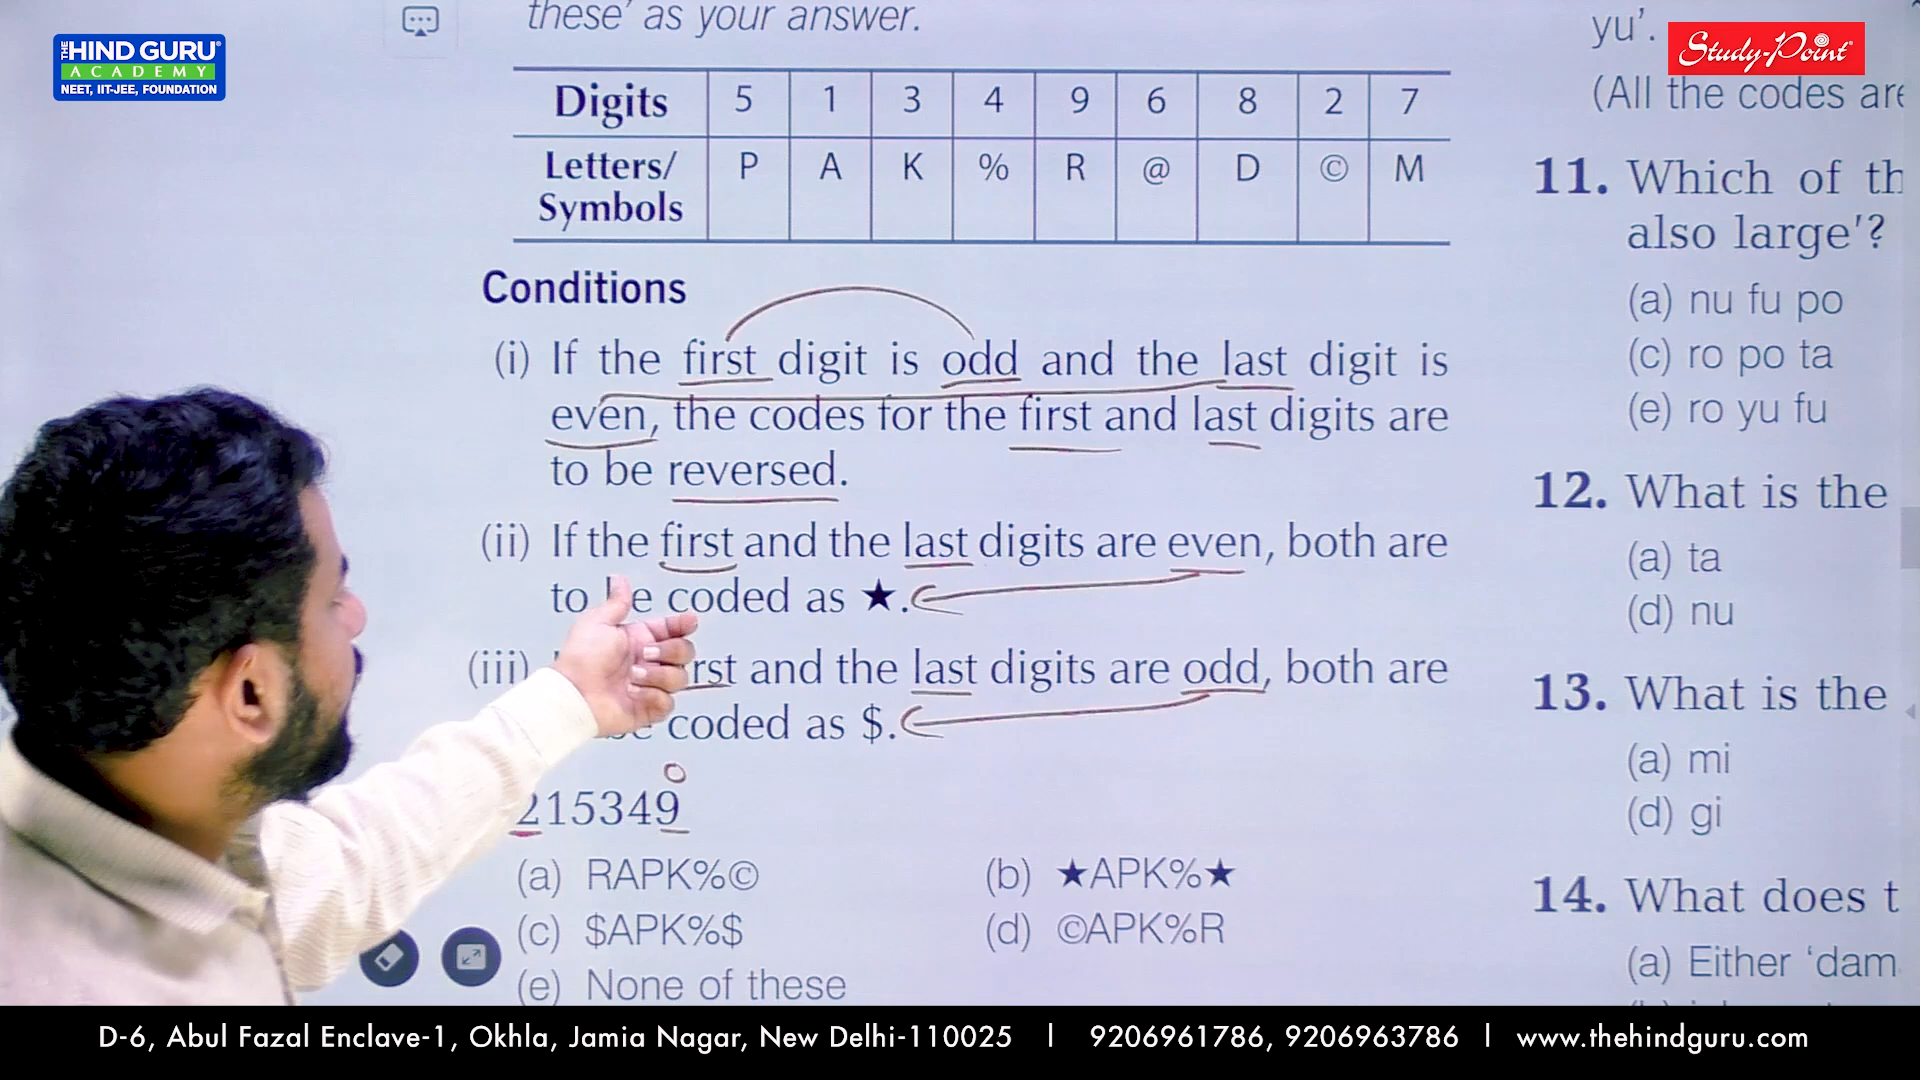 these' as your answer.
THE HIND GURU
ACADEMY
NEET, IIT-JEE, FOUNDATION
Study-Point
Digits 5 1 3 4 9 6 8 2 7
Letters/ P A K % R @ D © M
Symbols
Conditions
(i) If the first digit is odd and the last digit is
even, the codes for the first and last digits are
to be reversed.
(ii) If the first and the last digits are even, both are
to be coded as ★.
(iii) and the last digits are odd, both are
coded as $.
215349
(a) RAPK%© (b) ★APK%★
(c) $APK%$ (d) ©APK%R
(e) None of these
yu'.
(All the codes are
11. Which of th
also large'?
(a) nu fu po
(c) ro po ta
(e) ro yu fu
12. What is the
(a) ta
(d) nu
13. What is the
(a) mi
(d) gi
14. What does t
(a) Either 'dam
D-6, Abul Fazal Enclave-1, Okhla, Jamia Nagar, New Delhi-110025 | 9206961786, 9206963786 | www.thehindguru.com